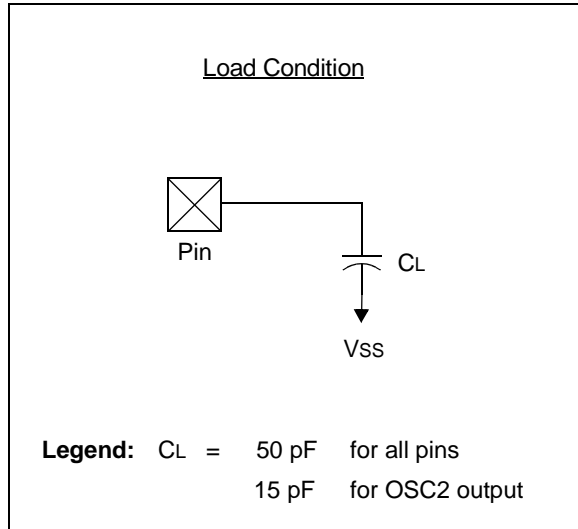 Load Condition
Pin
CL
VSS
Legend: CL = 50 pF for all pins
15 pF for OSC2 output